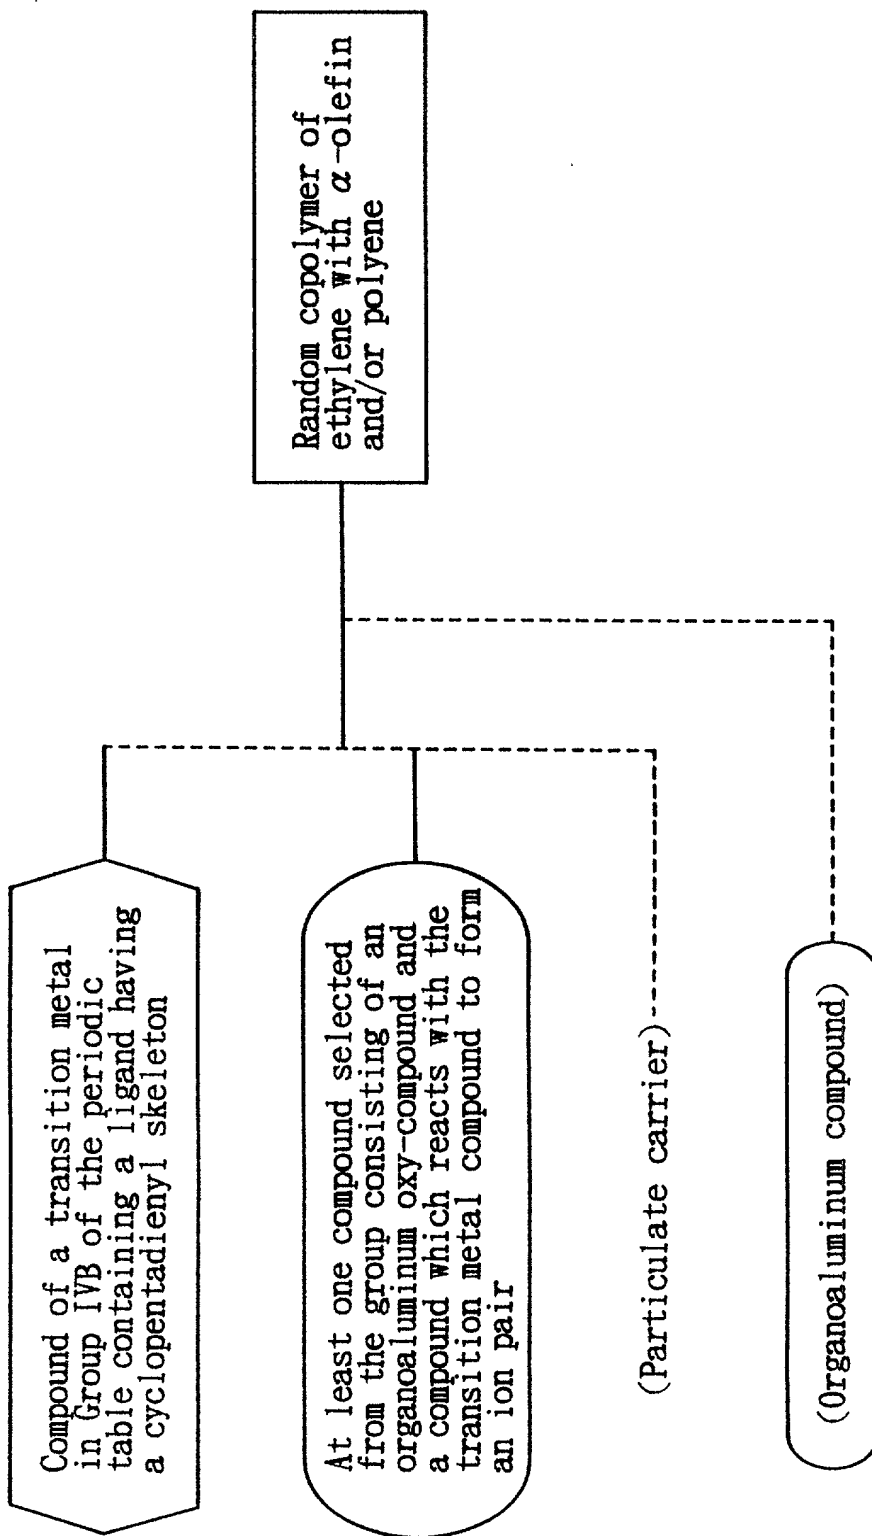 Compound of a transition metal
in Group IVB of the periodic
table containing a ligand having
a cyclopentadienyl skeleton
At least one compound selected
from the group consisting of an
organoaluminum oxy-compound and
a compound which reacts with the
transition metal compound to form
an ion pair
(Particulate carrier)
(Organoaluminum compound)
Random copolymer of
ethylene with α-olefin
and/or polyene